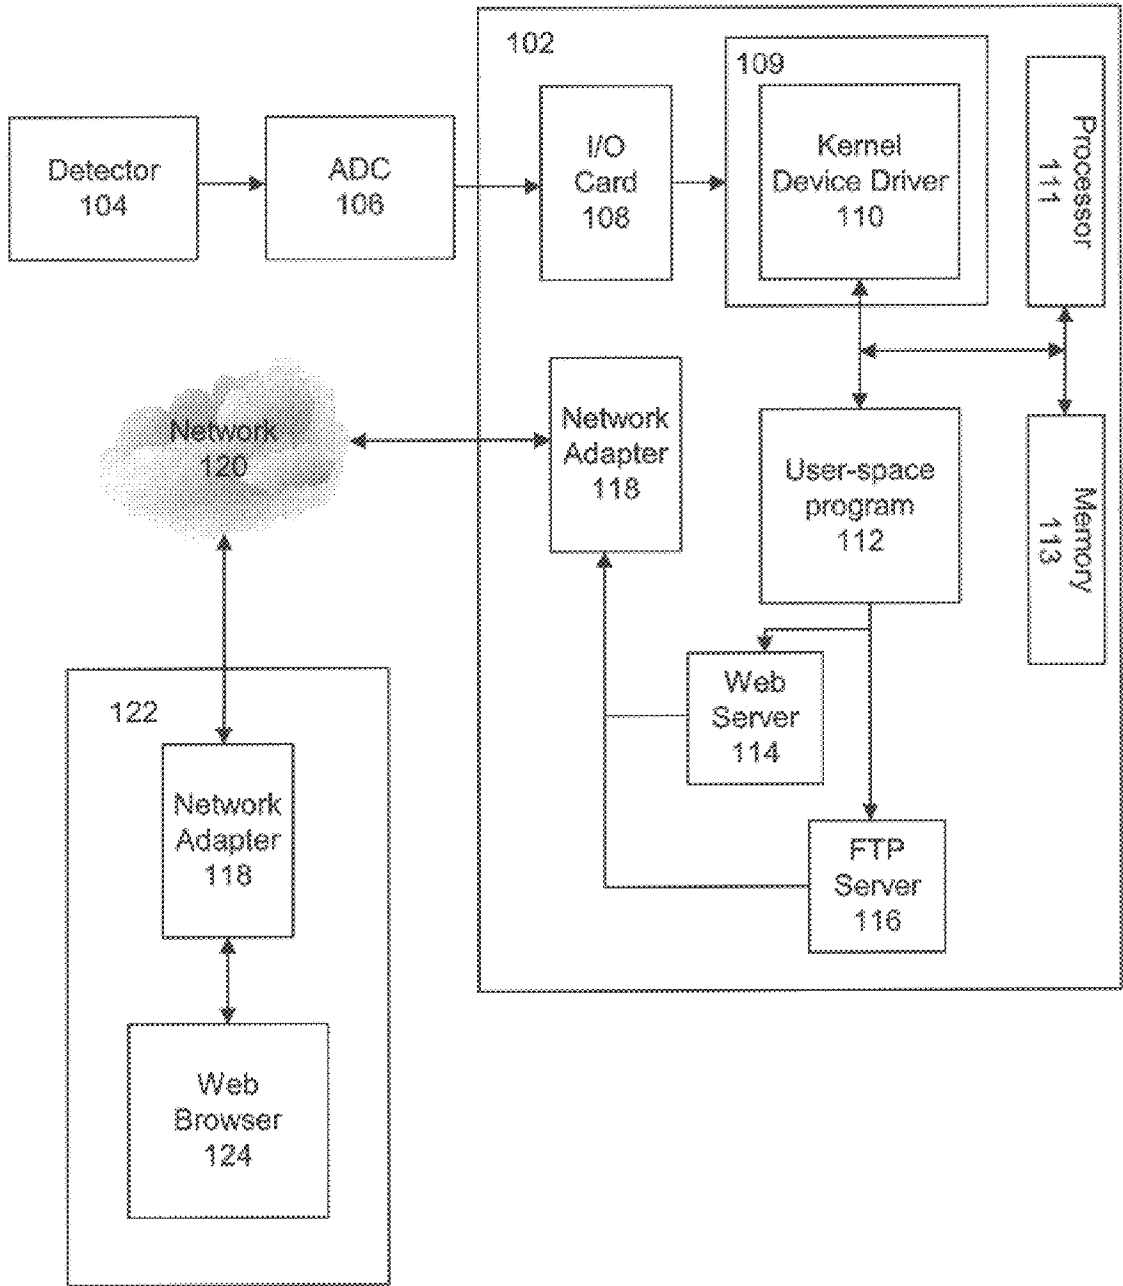 102
109
Detector
104
ADC
106
I/O
Card
108
Kernel
Device Driver
110
Processor
111
Network
120
Network
Adapter
118
User-space
program
112
Memory
113
Web
Server
114
FTP
Server
116
122
Network
Adapter
118
Web
Browser
124